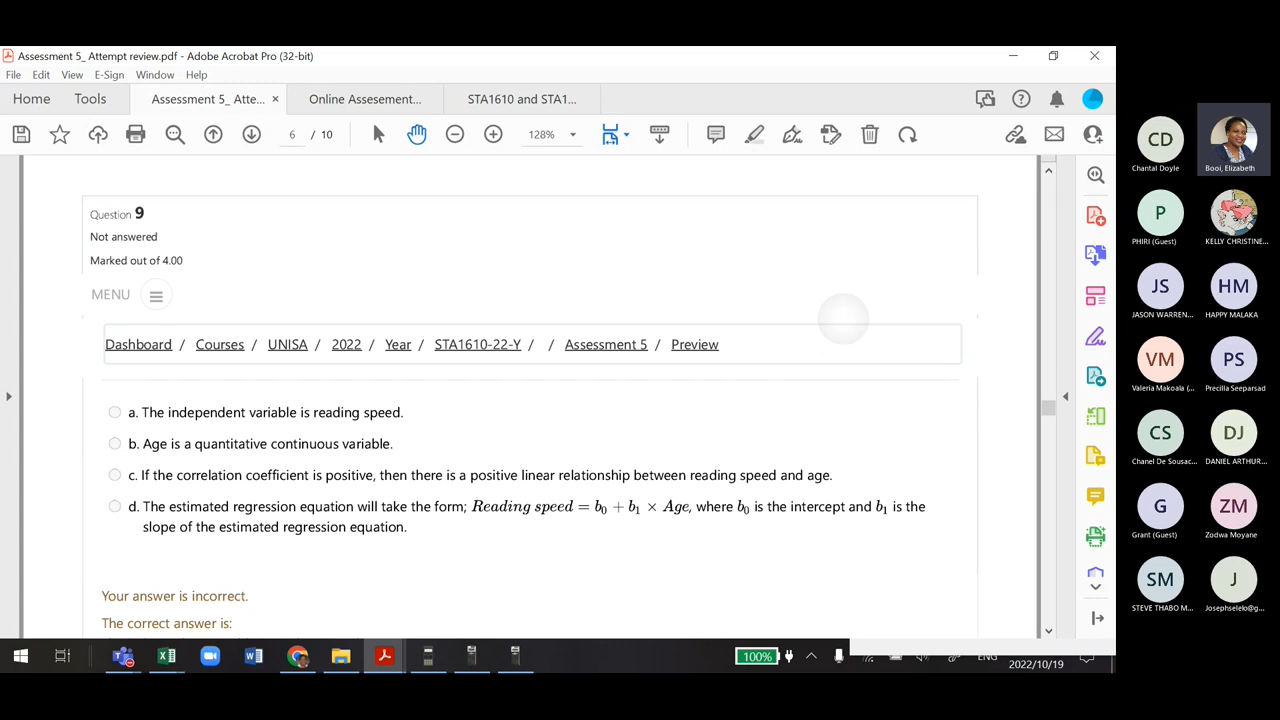 Assessment 5_ Attempt review.pdf - Adobe Acrobat Pro (32-bit)
File Edit View E-Sign Window Help
Home Tools Assessment 5_ Atte... × Online Assesement... STA1610 and STA1...
6 / 10 128%
Question 9
Not answered
Marked out of 4.00
MENU
Dashboard / Courses / UNISA / 2022 / Year / STA1610-22-Y / / Assessment 5 / Preview
a. The independent variable is reading speed.
b. Age is a quantitative continuous variable.
c. If the correlation coefficient is positive, then there is a positive linear relationship between reading speed and age.
d. The estimated regression equation will take the form; Reading speed = b₀ + b₁ × Age, where b₀ is the intercept and b₁ is the
slope of the estimated regression equation.
Your answer is incorrect.
The correct answer is:
100%
ENG
2022/10/19
CD
Chantal Doyle
Booi, Elizabeth
P
PHIRI (Guest)
KELLY CHRISTINE...
JS
JASON WARREN...
HM
HAPPY MALAKA
VM
Valeria Makoala (...
PS
Precilla Seeparsad
CS
Chanel De Sousac...
DJ
DANIEL ARTHUR...
G
Grant (Guest)
ZM
Zodwa Moyane
SM
STEVE THABO M...
J
Josephselelo@g...